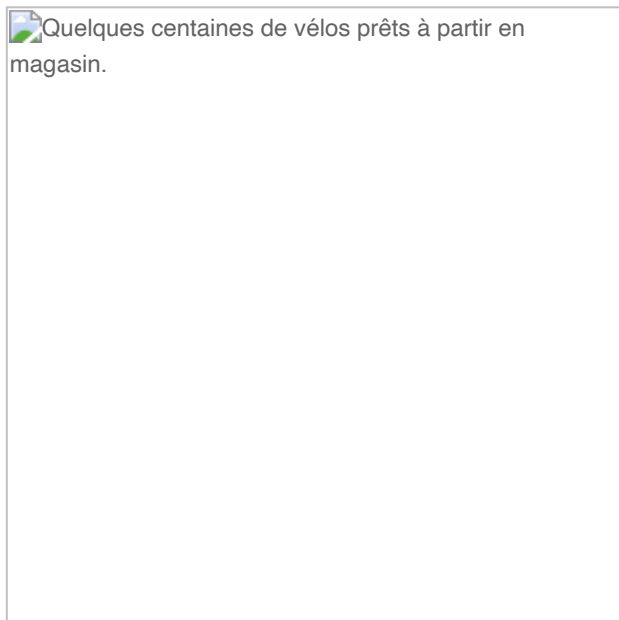 Quelques centaines de vélos prêts à partir en
magasin.